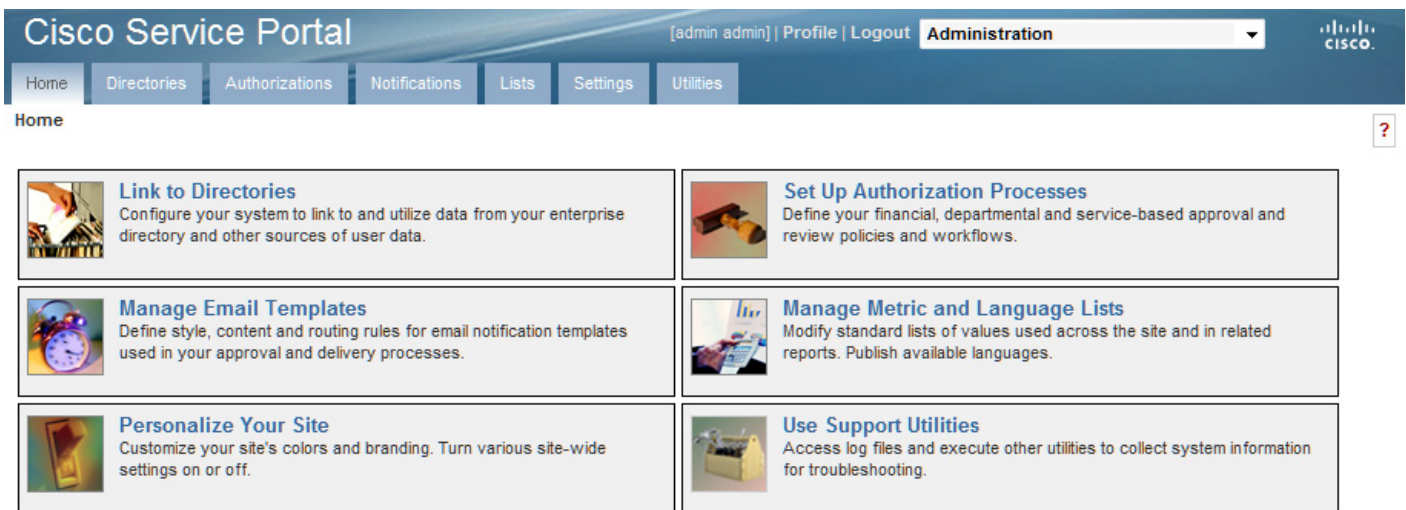 Cisco Service Portal
[admin admin] | Profile | Logout Administration
CISCO.
Home Directories Authorizations Notifications Lists Settings Utilities
Home
?
Link to Directories
Configure your system to link to and utilize data from your enterprise
directory and other sources of user data.
Set Up Authorization Processes
Define your financial, departmental and service-based approval and
review policies and workflows.
Manage Email Templates
Define style, content and routing rules for email notification templates
used in your approval and delivery processes.
Manage Metric and Language Lists
Modify standard lists of values used across the site and in related
reports. Publish available languages.
Personalize Your Site
Customize your site's colors and branding. Turn various site-wide
settings on or off.
Use Support Utilities
Access log files and execute other utilities to collect system information
for troubleshooting.